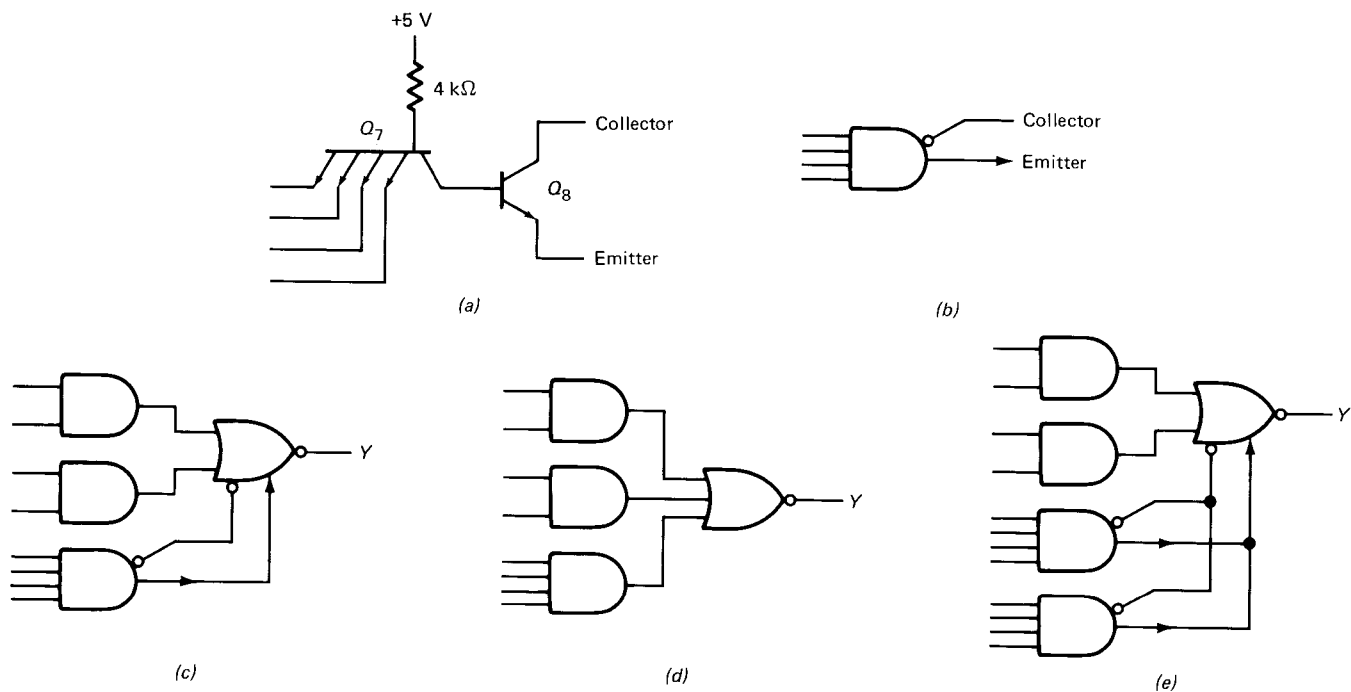 +5 V
4 kΩ
Q7
Collector
Q8
Emitter
(a)
Collector
Emitter
(b)
Y
(c)
Y
(d)
Y
(e)